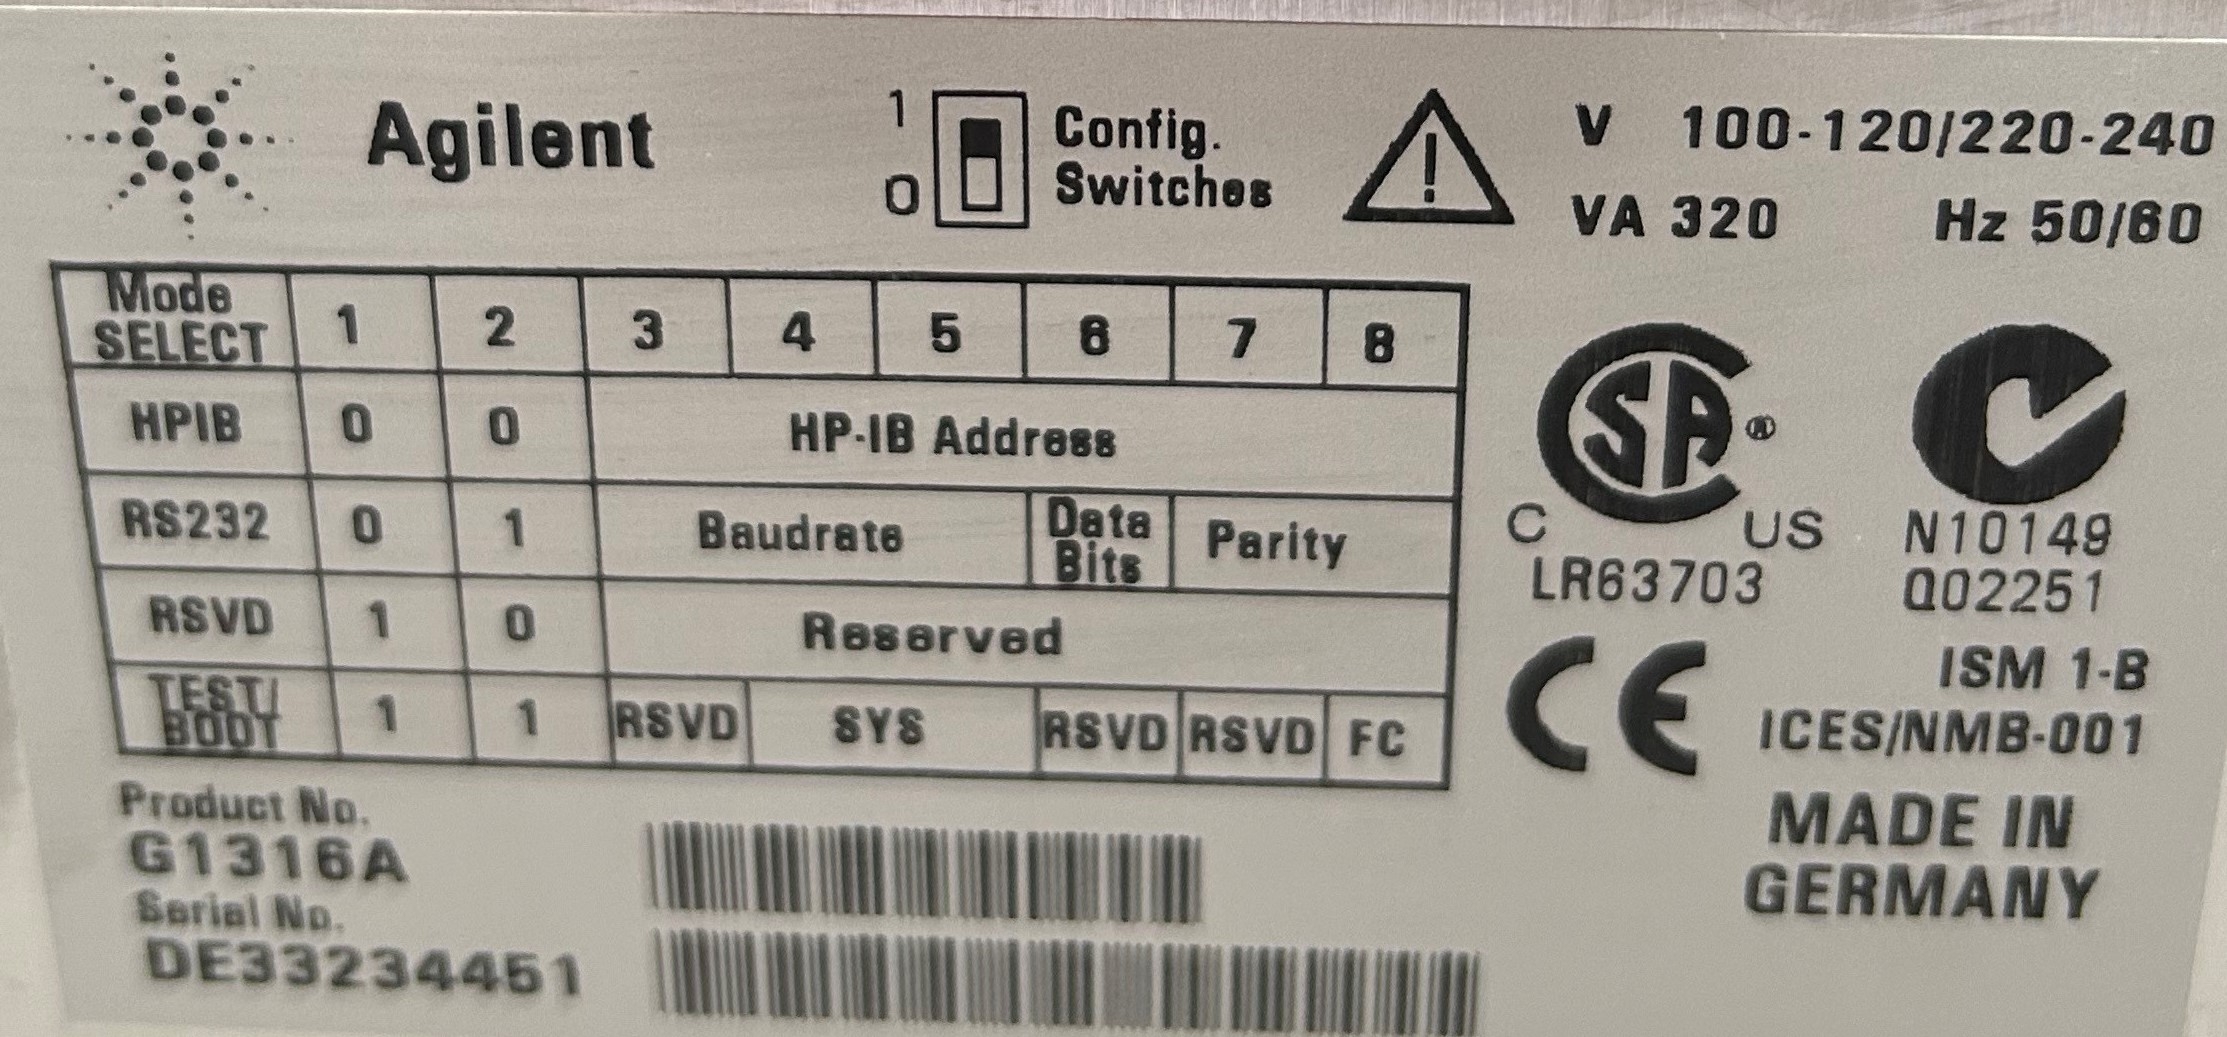 Agilent
1
0
Config.
Switches
!
V 100-120/220-240
VA 320 Hz 50/60
Mode
SELECT 1 2 3 4 5 6 7 8
HPIB 0 0 HP-IB Address
RS232 0 1 Baudrate Data Bits Parity
RSVD 1 0 Reserved
TEST/
BOOT 1 1 RSVD SYS RSVD RSVD FC
SA ®
C US
LR63703
N10149
Q02251
CE
ISM 1-B
ICES/NMB-001
MADE IN
GERMANY
Product No.
G1316A
Serial No.
DE33234451